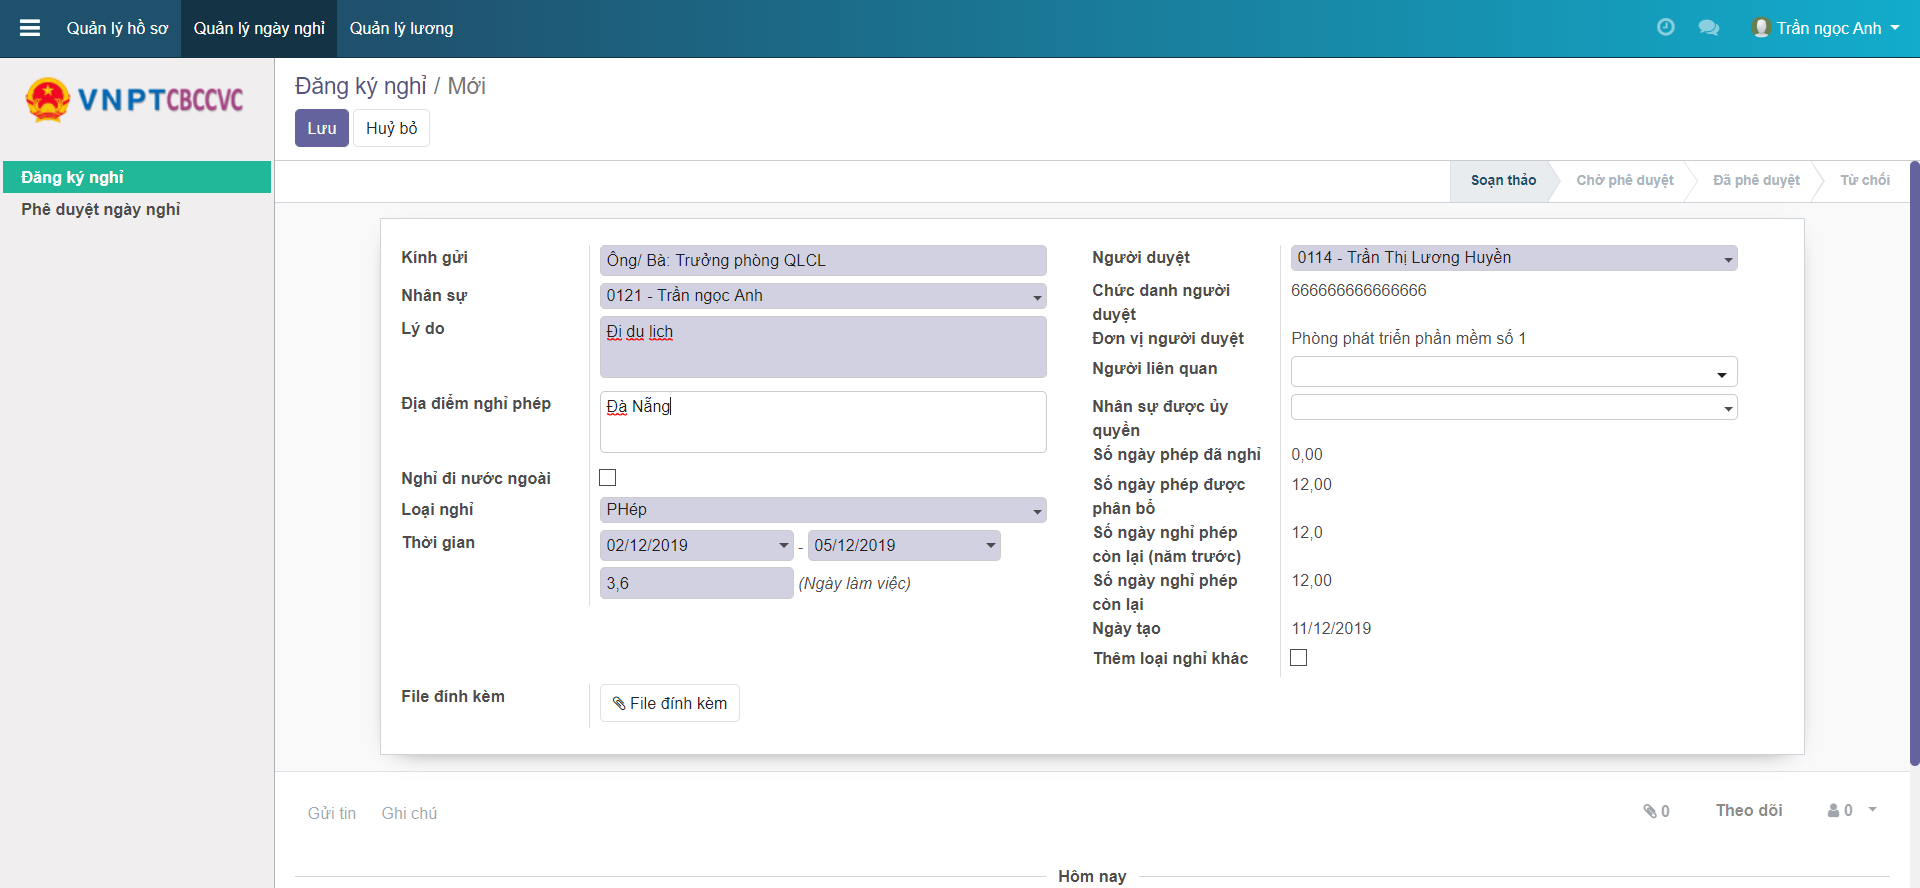 Quản lý hồ sơ
Quản lý ngày nghỉ
Quản lý lương
Trần ngọc Anh
VNPTCBCCVC
Đăng ký nghỉ / Mới
Lưu
Huỷ bỏ
Đăng ký nghỉ
Phê duyệt ngày nghỉ
Soạn thảo
Chờ phê duyệt
Đã phê duyệt
Từ chối
Kính gửi
Ông/ Bà: Trưởng phòng QLCL
Nhân sự
0121 - Trần ngọc Anh
Lý do
Đi du lịch
Địa điểm nghỉ phép
Đà Nẵng
Nghỉ đi nước ngoài
Loại nghỉ
PHép
Thời gian
02/12/2019 - 05/12/2019
3,6 (Ngày làm việc)
File đính kèm
File đính kèm
Người duyệt
0114 - Trần Thị Lương Huyền
Chức danh người
duyệt
666666666666666
Đơn vị người duyệt
Phòng phát triển phần mềm số 1
Người liên quan
Nhân sự được ủy
quyền
Số ngày phép đã nghỉ
0,00
Số ngày phép được
phân bổ
12,00
Số ngày nghỉ phép
còn lại (năm trước)
12,0
Số ngày nghỉ phép
còn lại
12,00
Ngày tạo
11/12/2019
Thêm loại nghỉ khác
Gửi tin
Ghi chú
0
Theo dõi
0
Hôm nay